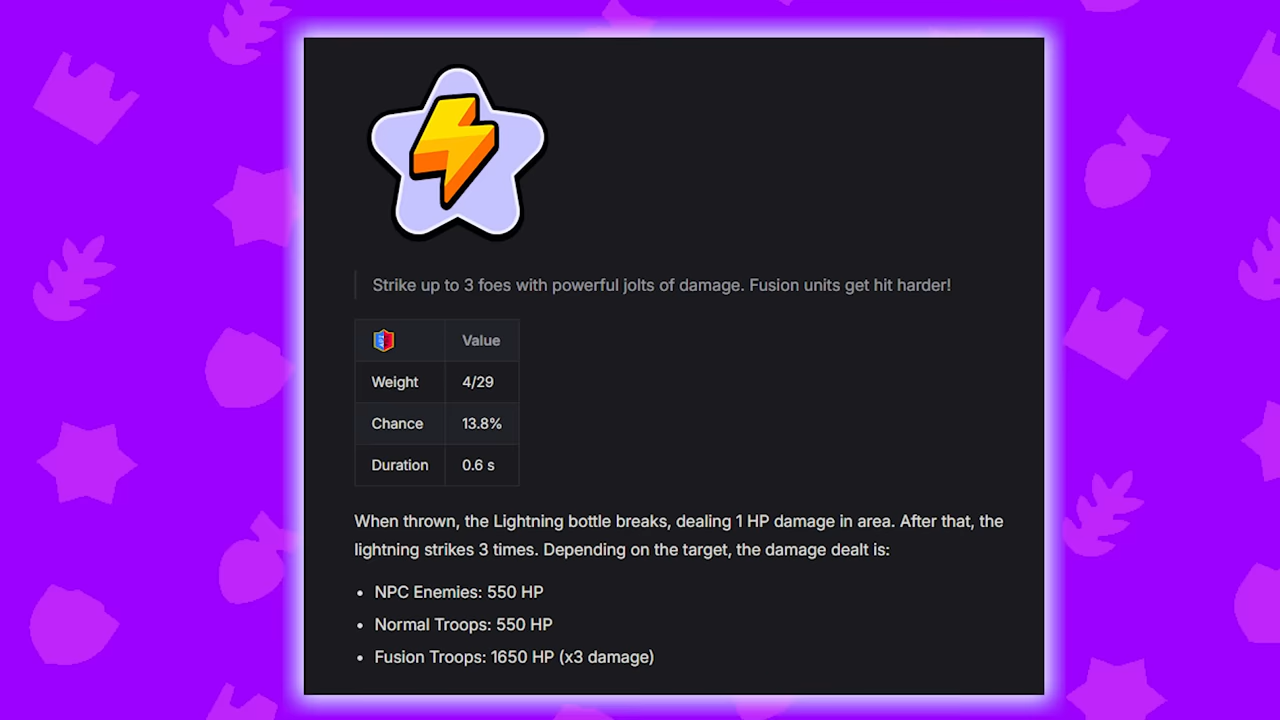 Strike up to 3 foes with powerful jolts of damage. Fusion units get hit harder!
Value
Weight 4/29
Chance 13.8%
Duration 0.6 s
When thrown, the Lightning bottle breaks, dealing 1 HP damage in area. After that, the
lightning strikes 3 times. Depending on the target, the damage dealt is:
• NPC Enemies: 550 HP
• Normal Troops: 550 HP
• Fusion Troops: 1650 HP (x3 damage)